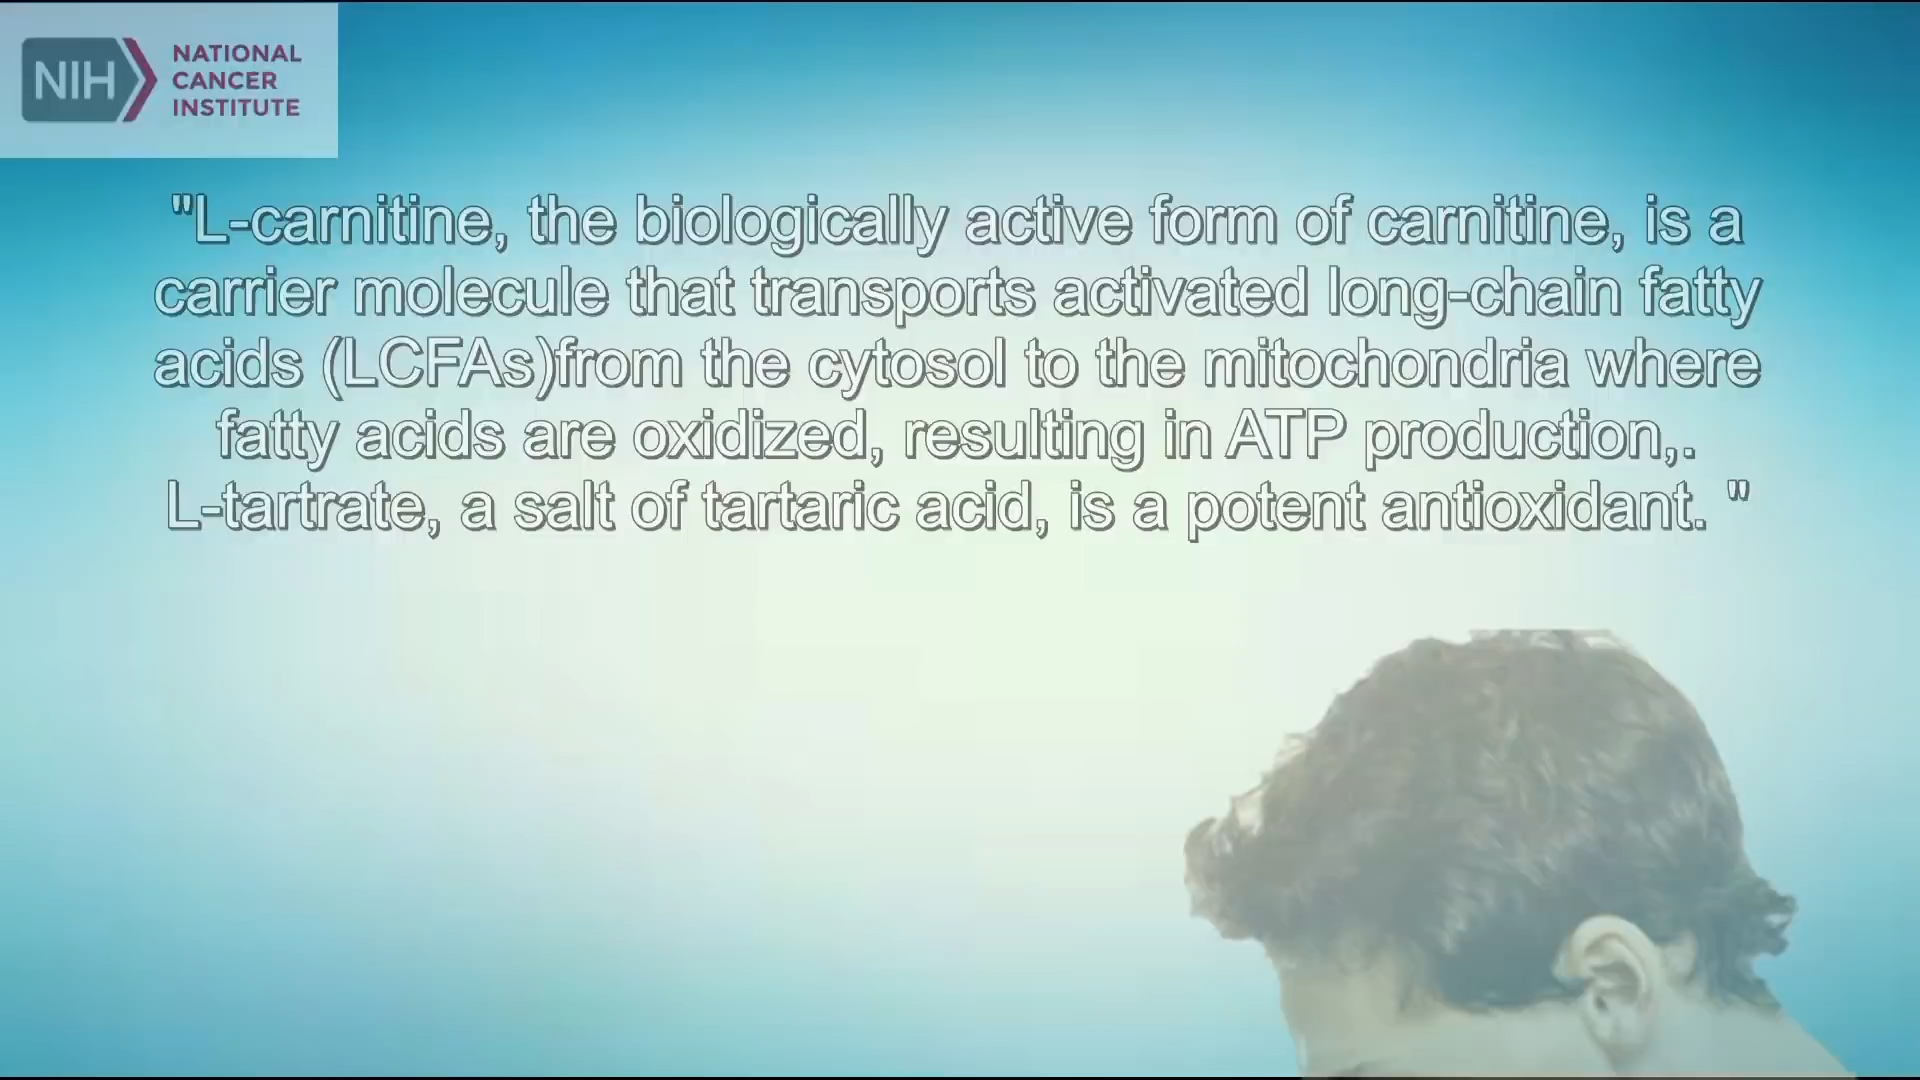 NIH
NATIONAL
CANCER
INSTITUTE
"L-carnitine, the biologically active form of carnitine, is a
carrier molecule that transports activated long-chain fatty
acids (LCFAs)from the cytosol to the mitochondria where
fatty acids are oxidized, resulting in ATP production,.
L-tartrate, a salt of tartaric acid, is a potent antioxidant. "